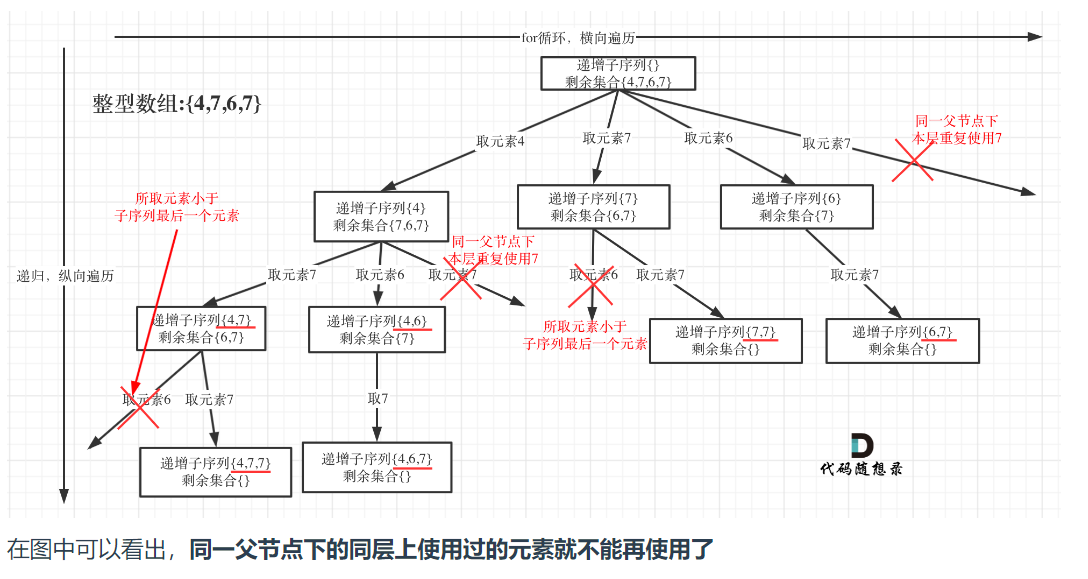 for循环，横向遍历
递增子序列{}
剩余集合{4,7,6,7}
整型数组:{4,7,6,7}
取元素4
取元素7
取元素6
取元素7
同一父节点下
本层重复使用7
所取元素小于
子序列最后一个元素
递增子序列{4}
剩余集合{7,6,7}
递增子序列{7}
剩余集合{6,7}
递增子序列{6}
剩余集合{7}
同一父节点下
本层重复使用7
递归，纵向遍历
取元素7
取元素6
取元素7
取元素6
取元素7
取元素7
递增子序列{4,7}
剩余集合{6,7}
递增子序列{4,6}
剩余集合{7}
所取元素小于
子序列最后一个元素
递增子序列{7,7}
剩余集合{}
递增子序列{6,7}
剩余集合{}
取元素6
取元素7
取7
递增子序列{4,7,7}
剩余集合{}
递增子序列{4,6,7}
剩余集合{}
代码随想录
在图中可以看出，同一父节点下的同层上使用过的元素就不能再使用了